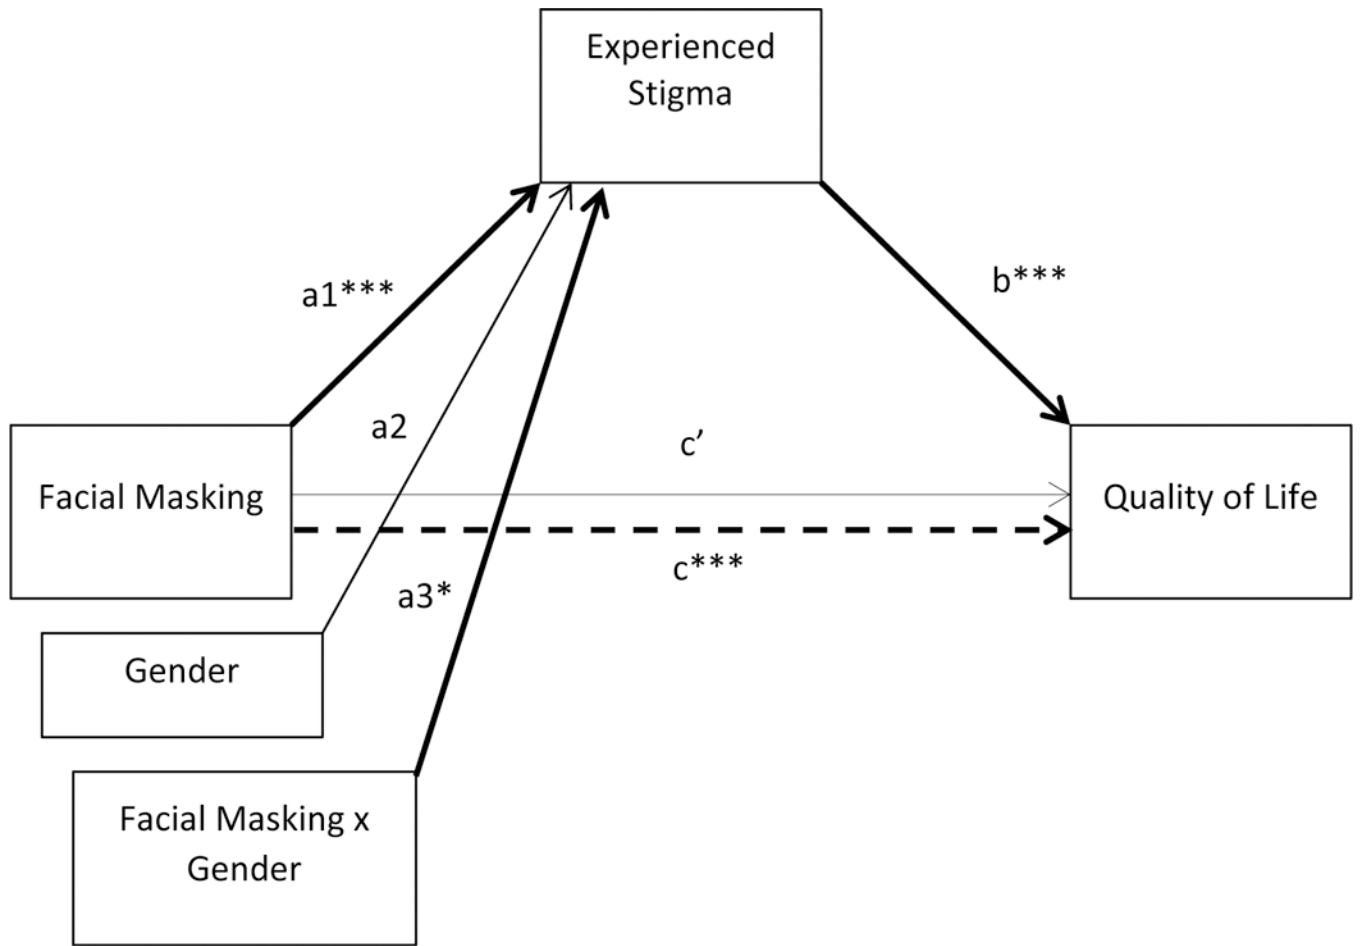 Experienced
Stigma
a1***
b***
a2
c’
Facial Masking
Quality of Life
c***
a3*
Gender
Facial Masking x
Gender